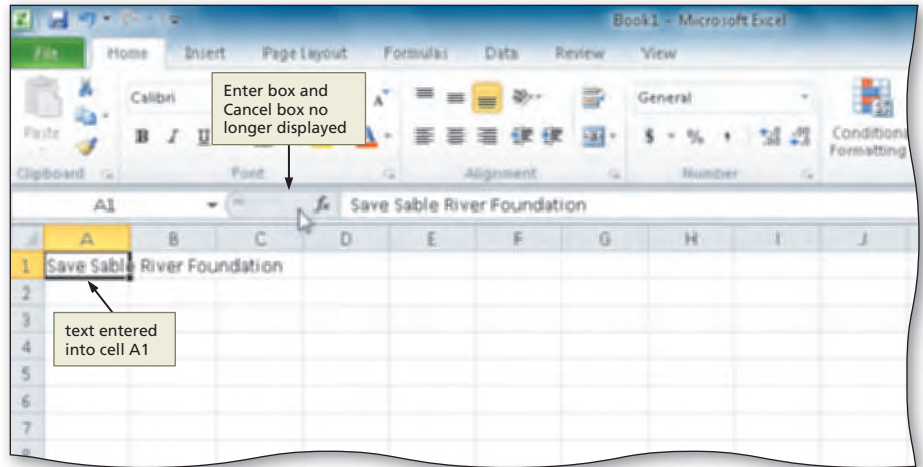 Book1 - Microsoft Excel
File Home Insert Page Layout Formulas Data Review View
Paste
Clipboard
Calibri
B I U
Font
Enter box and
Cancel box no
longer displayed
A
A
Alignment
General
$ % ,
Number
Conditional
Formatting
A1
fx Save Sable River Foundation
A B C D E F G H I J
1 Save Sable River Foundation
2
3
text entered
into cell A1
4
5
6
7
8